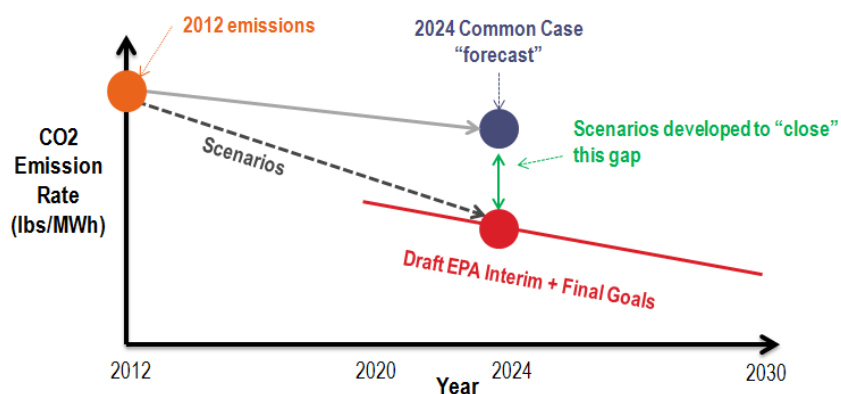 2012 emissions
2024 Common Case
“forecast”
CO2
Emission
Rate
(lbs/MWh)
Scenarios
Scenarios developed to “close”
this gap
Draft EPA Interim + Final Goals
2012
2020
2024
2030
Year